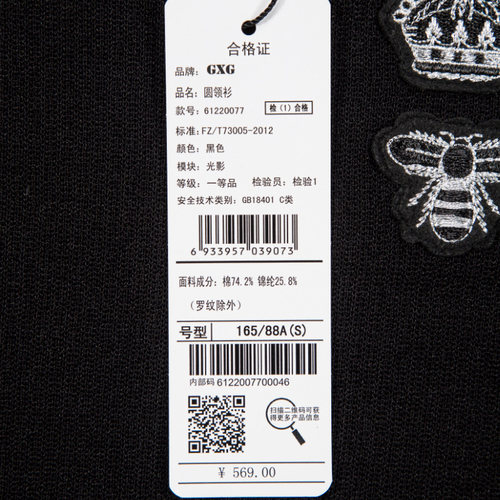 合格证
品牌: GXG
品名: 圆领衫
款号: 61220077 检(1)合格
标准: FZ/T73005-2012
颜色: 黑色
模块: 光影
等级: 一等品 检验员: 检验1
安全技术类别: GB18401 C类
6 933957 039073
面料成分: 棉74.2% 锦纶25.8%
(罗纹除外)
号型 165/88A(S)
内部码 6122007700046
扫描二维码可获
得更多产品信息
¥ 569.00